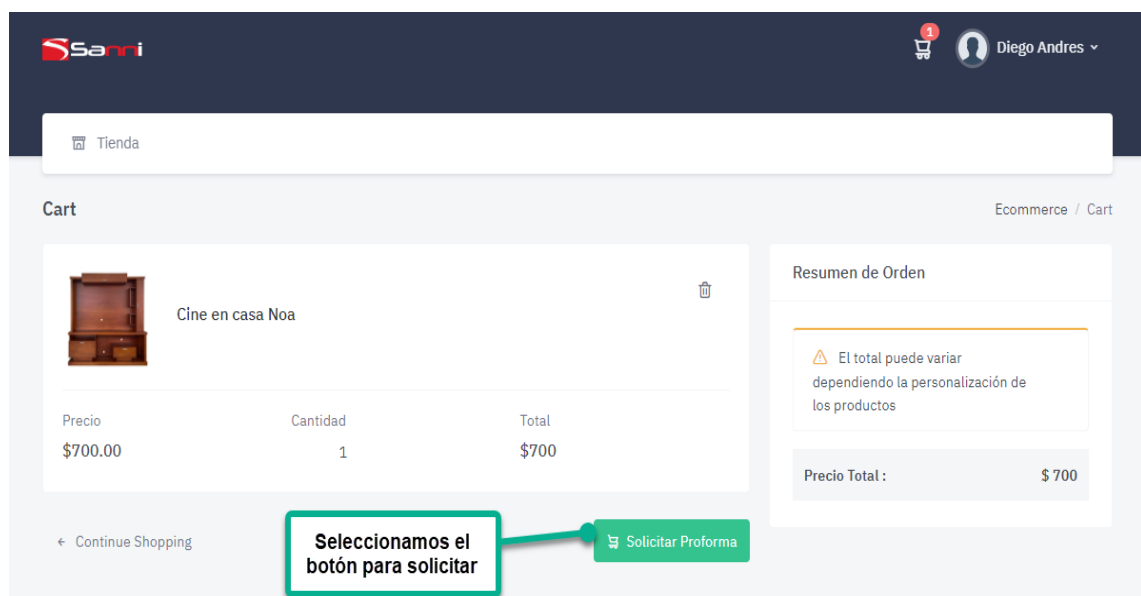 Sanni
1
Diego Andres
Tienda
Cart
Ecommerce / Cart
Cine en casa Noa
Precio
Cantidad
Total
$700.00
1
$700
Resumen de Orden
El total puede variar
dependiendo la personalización de
los productos
Precio Total :
$ 700
← Continue Shopping
Seleccionamos el
botón para solicitar
Solicitar Proforma